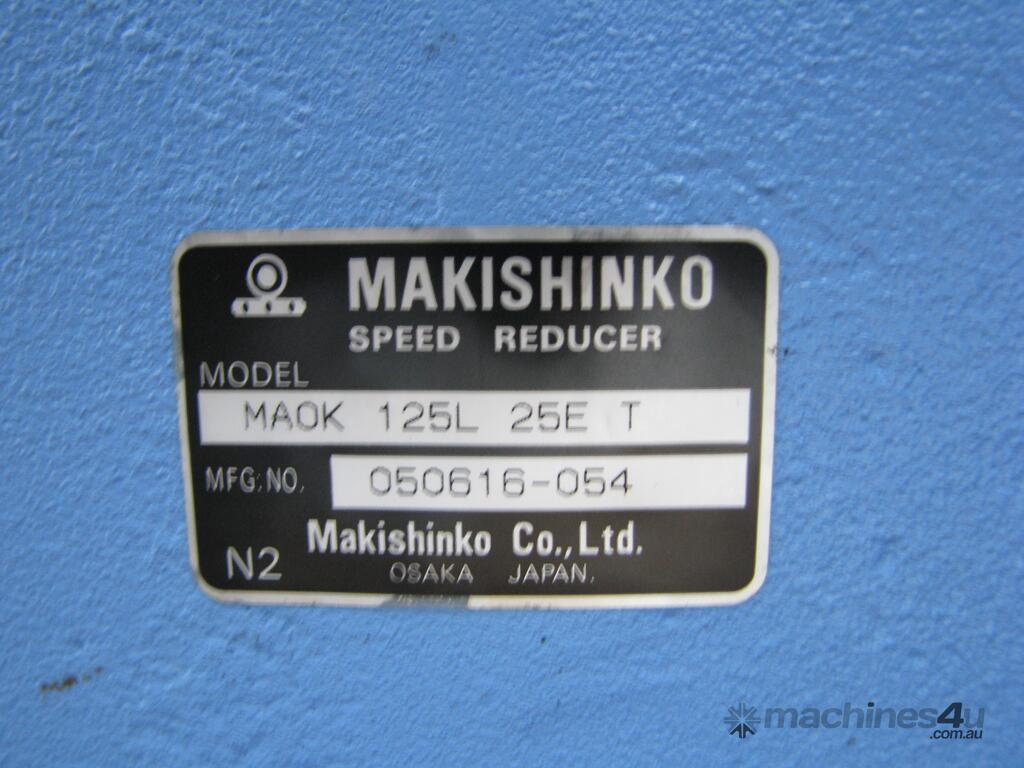 MAKISHINKO
SPEED REDUCER
MODEL
MAOK 125L 25E T
MFG.NO. 050616-054
Makishinko Co.,Ltd.
N2 OSAKA JAPAN.
machines4u
.com.au